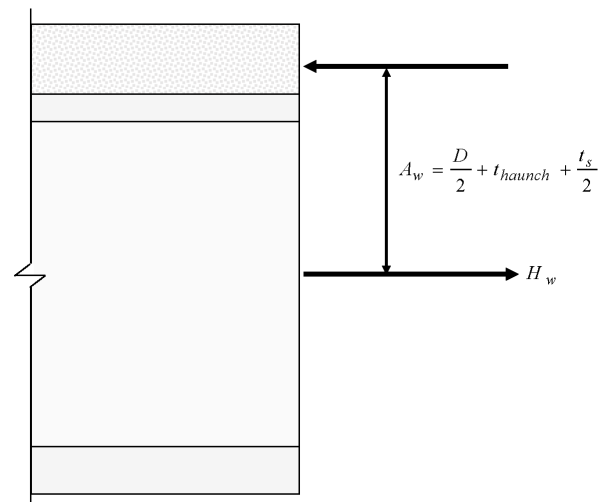 A_w = D/2 + t_haunch + t_s/2
H_w